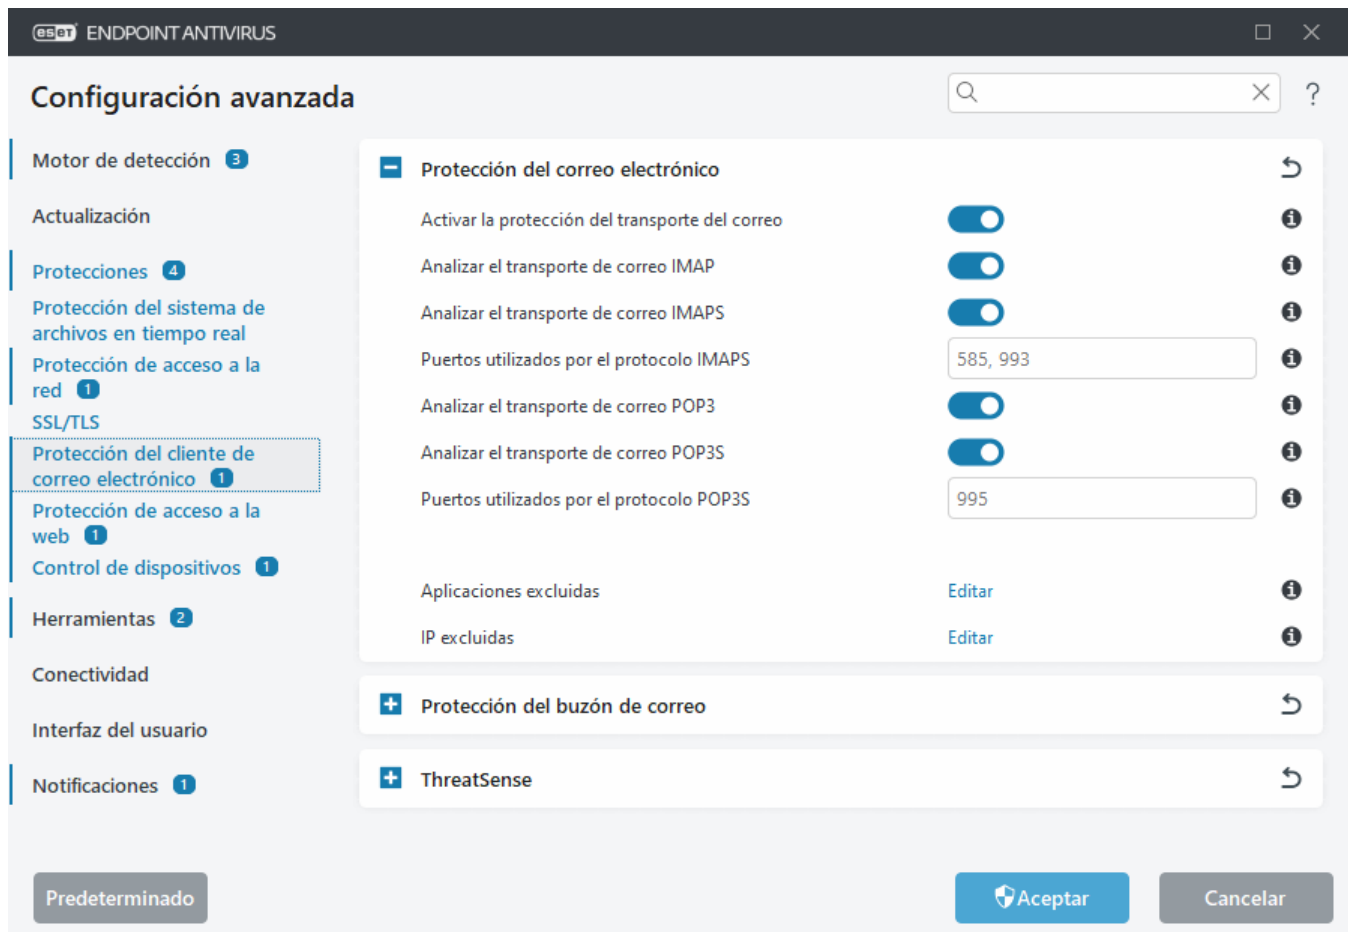 eset ENDPOINT ANTIVIRUS
Configuración avanzada
?
Motor de detección 3
Actualización
Protecciones 4
Protección del sistema de
archivos en tiempo real
Protección de acceso a la
red 1
SSL/TLS
Protección del cliente de
correo electrónico 1
Protección de acceso a la
web 1
Control de dispositivos 1
Herramientas 2
Conectividad
Interfaz del usuario
Notificaciones 1
Protección del correo electrónico
Activar la protección del transporte del correo
Analizar el transporte de correo IMAP
Analizar el transporte de correo IMAPS
Puertos utilizados por el protocolo IMAPS 585, 993
Analizar el transporte de correo POP3
Analizar el transporte de correo POP3S
Puertos utilizados por el protocolo POP3S 995
Aplicaciones excluidas Editar
IP excluidas Editar
Protección del buzón de correo
ThreatSense
Predeterminado
Aceptar
Cancelar